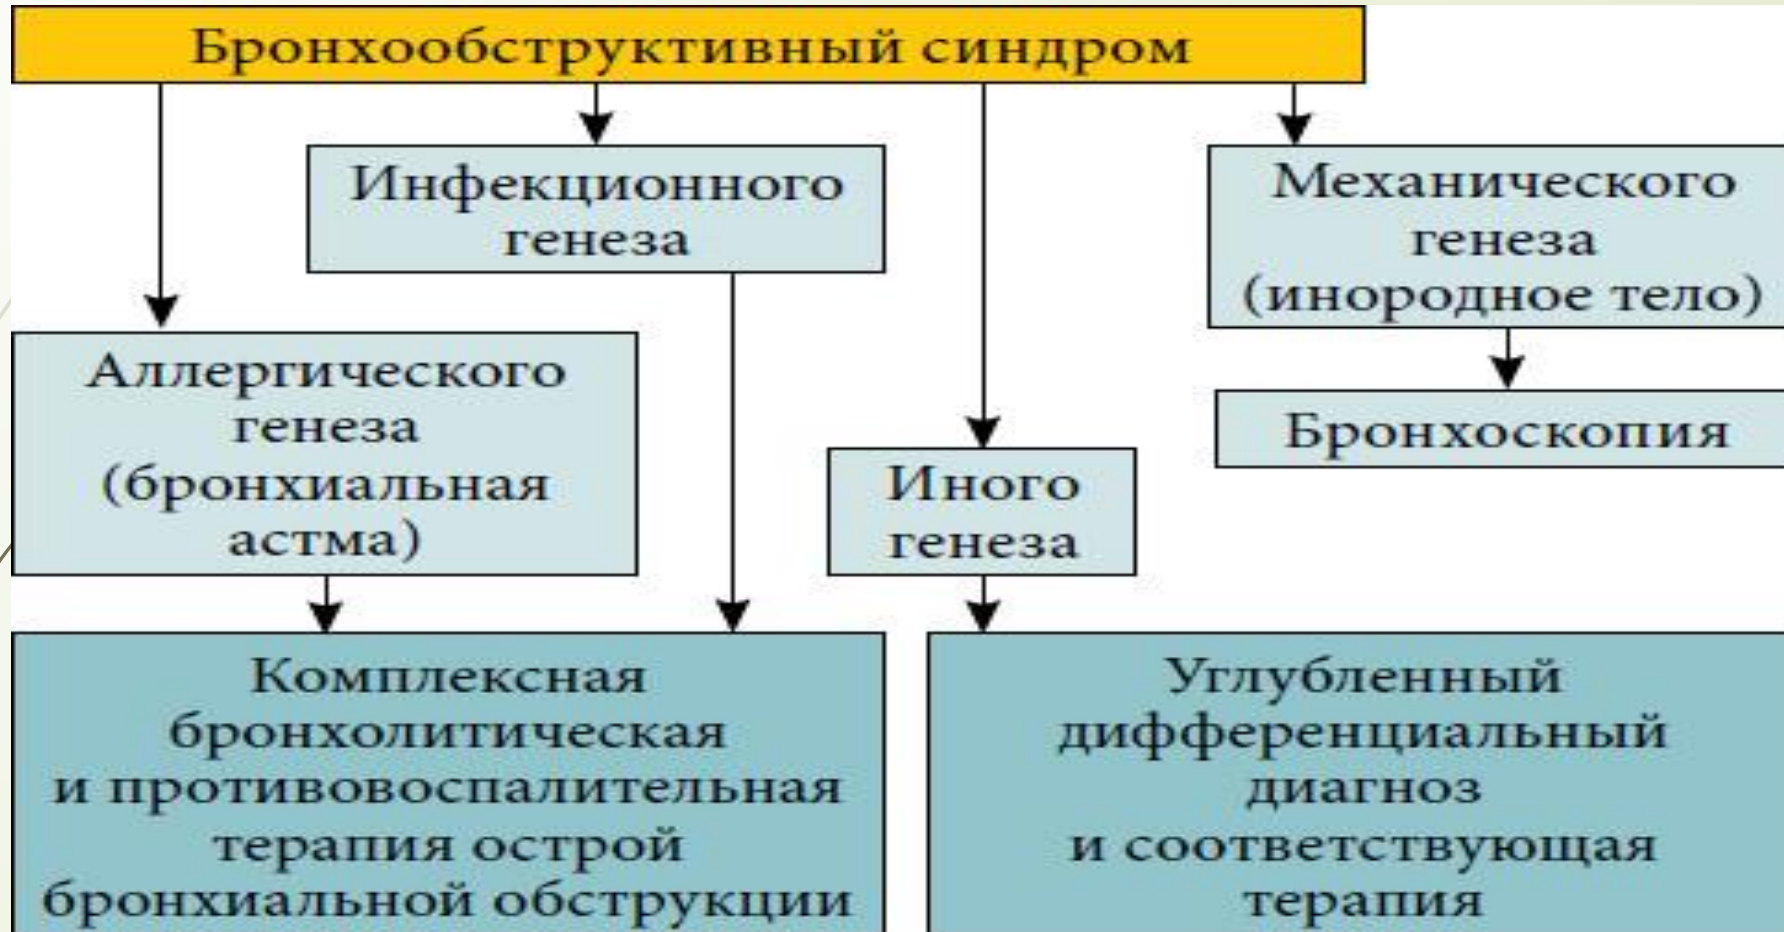 Бронхообструктивный синдром
Инфекционного
генеза
Механического
генеза
(инородное тело)
Аллергического
генеза
(бронхиальная
астма)
Бронхоскопия
Иного
генеза
Комплексная
бронхолитическая
и противовоспалительная
терапия острой
бронхиальной обструкции
Углубленный
дифференциальный
диагноз
и соответствующая
терапия